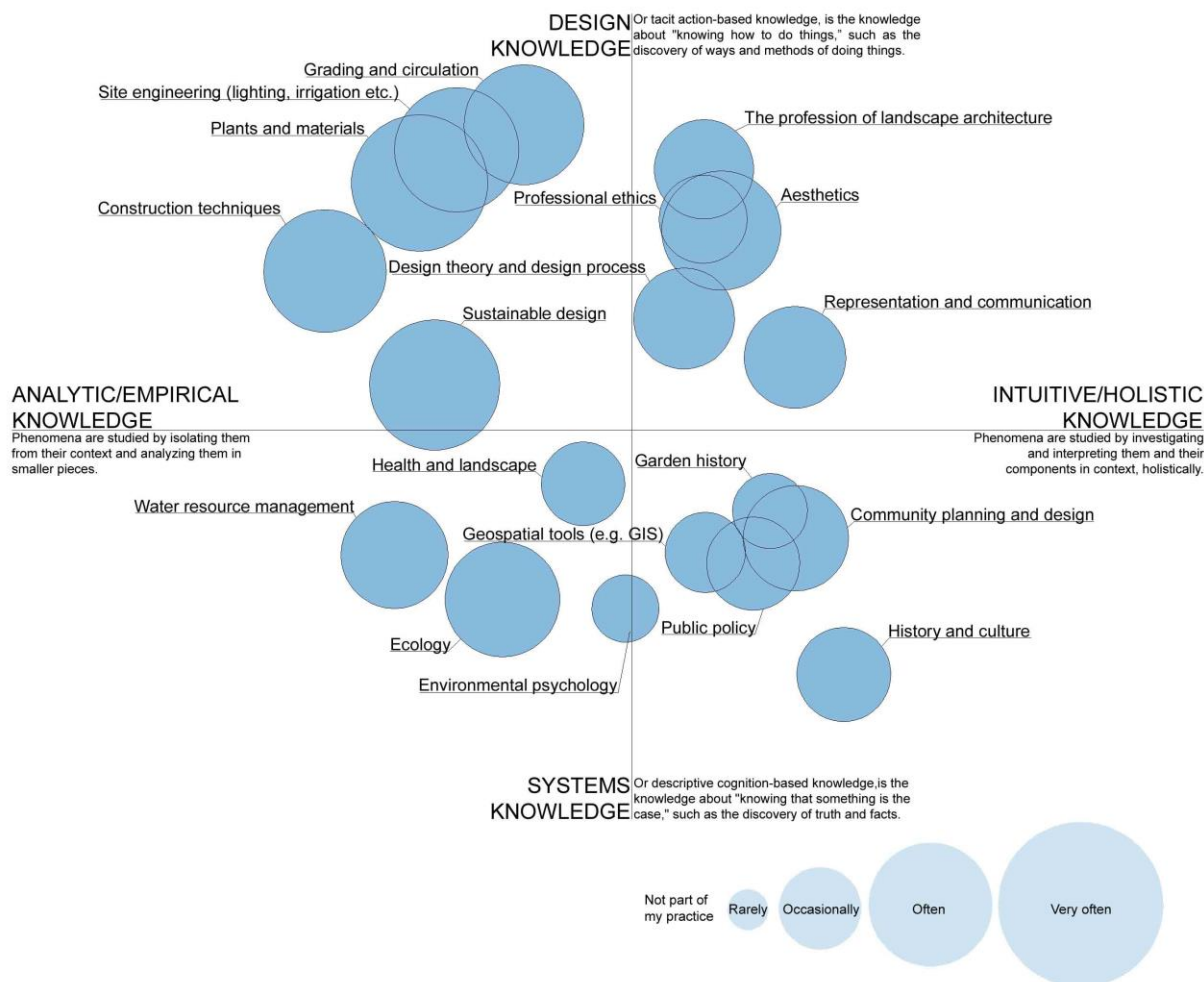 DESIGN
KNOWLEDGE
Or tacit action-based knowledge, is the knowledge
about "knowing how to do things," such as the
discovery of ways and methods of doing things.
Grading and circulation
Site engineering (lighting, irrigation etc.)
Plants and materials
Construction techniques
The profession of landscape architecture
Professional ethics
Aesthetics
Design theory and design process
Sustainable design
Representation and communication
ANALYTIC/EMPIRICAL
KNOWLEDGE
Phenomena are studied by isolating them
from their context and analyzing them in
smaller pieces.
INTUITIVE/HOLISTIC
KNOWLEDGE
Phenomena are studied by investigating
and interpreting them and their
components in context, holistically.
Health and landscape
Garden history
Water resource management
Geospatial tools (e.g. GIS)
Community planning and design
Ecology
Public policy
History and culture
Environmental psychology
SYSTEMS
KNOWLEDGE
Or descriptive cognition-based knowledge,is the
knowledge about "knowing that something is the
case," such as the discovery of truth and facts.
Not part of
my practice
Rarely
Occasionally
Often
Very often